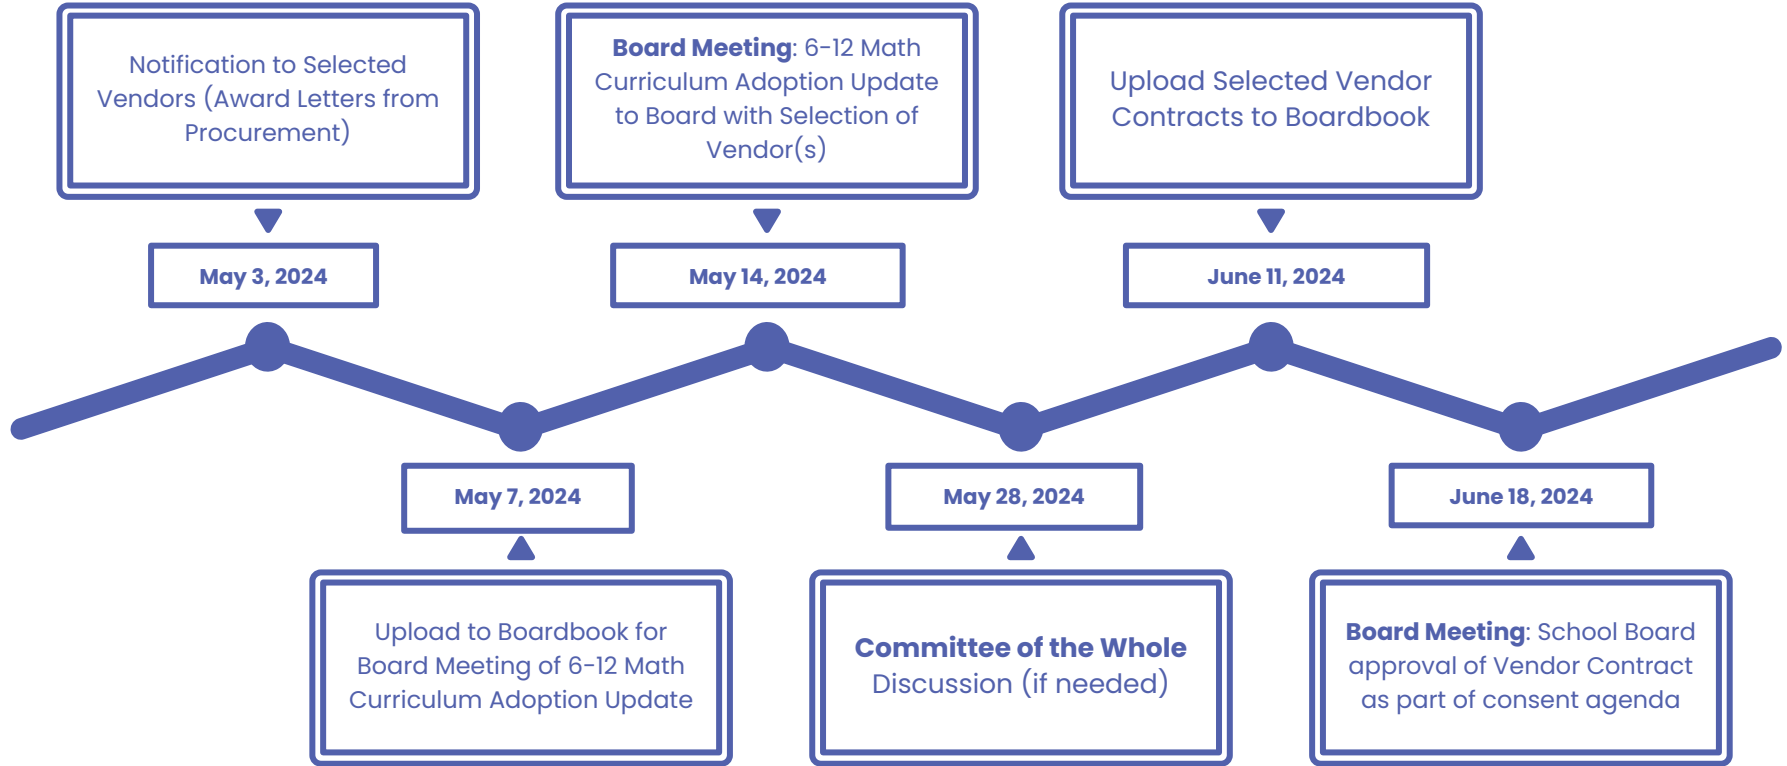 Notification to Selected
Vendors (Award Letters from
Procurement)
May 3, 2024
Board Meeting: 6-12 Math
Curriculum Adoption Update
to Board with Selection of
Vendor(s)
May 14, 2024
Upload Selected Vendor
Contracts to Boardbook
June 11, 2024
May 7, 2024
Upload to Boardbook for
Board Meeting of 6-12 Math
Curriculum Adoption Update
May 28, 2024
Committee of the Whole
Discussion (if needed)
June 18, 2024
Board Meeting: School Board
approval of Vendor Contract
as part of consent agenda